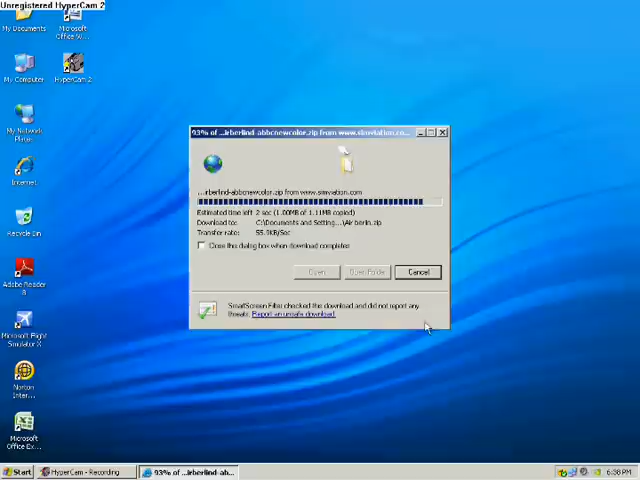 Unregistered HyperCam 2
My Documents
Microsoft
Office W...
My Computer
HyperCam 2
My Network
Places
Internet
Recycle Bin
Adobe Reader
8
Microsoft Flight
Simulator X
Norton
Inter...
Microsoft
Office Ex...
93% of ...irberlind-abbcnewcolor.zip from www.simviation.co...
...irberlind-abbcnewcolor.zip from www.simviation.com
Estimated time left 2 sec (1.00MB of 1.11MB copied)
Download to: C:\Documents and Setting...\Air berlin.zip
Transfer rate: 55.9KB/Sec
Close this dialog box when download completes
Open
Open Folder
Cancel
SmartScreen Filter checked this download and did not report any
threats. Report an unsafe download.
Start
HyperCam - Recording
93% of ...irberlind-ab...
6:38 PM